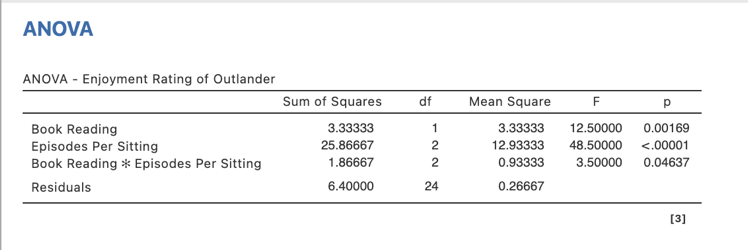 ANOVA
ANOVA - Enjoyment Rating of Outlander
Sum of Squares df Mean Square F p
Book Reading 3.33333 1 3.33333 12.50000 0.00169
Episodes Per Sitting 25.86667 2 12.93333 48.50000 <.00001
Book Reading ✻ Episodes Per Sitting 1.86667 2 0.93333 3.50000 0.04637
Residuals 6.40000 24 0.26667
[3]